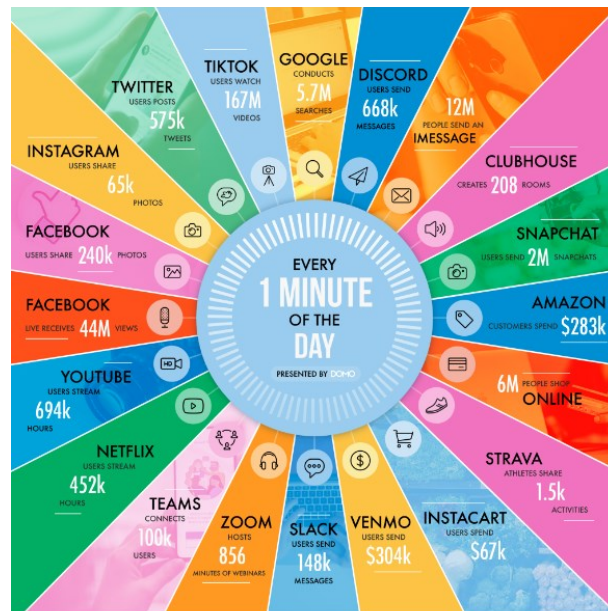 EVERY
1 MINUTE
OF THE
DAY
PRESENTED BY DOMO
GOOGLE
CONDUCTS
5.7M
SEARCHES
DISCORD
USERS SEND
668k
MESSAGES
12M
PEOPLE SEND AN
IMESSAGE
CLUBHOUSE
CREATES 208 ROOMS
SNAPCHAT
USERS SEND 2M SNAPCHATS
AMAZON
CUSTOMERS SPEND $283k
6M PEOPLE SHOP
ONLINE
STRAVA
ATHLETES SHARE
1.5k
ACTIVITIES
INSTACART
USERS SPEND
$67k
VENMO
USERS SEND
$304k
SLACK
USERS SEND
148k
MESSAGES
ZOOM
HOSTS
856
MINUTES OF WEBINARS
TEAMS
CONNECTS
100k
USERS
NETFLIX
USERS STREAM
452k
HOURS
YOUTUBE
USERS STREAM
694k
HOURS
HD
FACEBOOK
LIVE RECEIVES 44M VIEWS
FACEBOOK
USERS SHARE 240k PHOTOS
INSTAGRAM
USERS SHARE
65k
PHOTOS
TWITTER
USERS POSTS
575k
TWEETS
TIKTOK
USERS WATCH
167M
VIDEOS